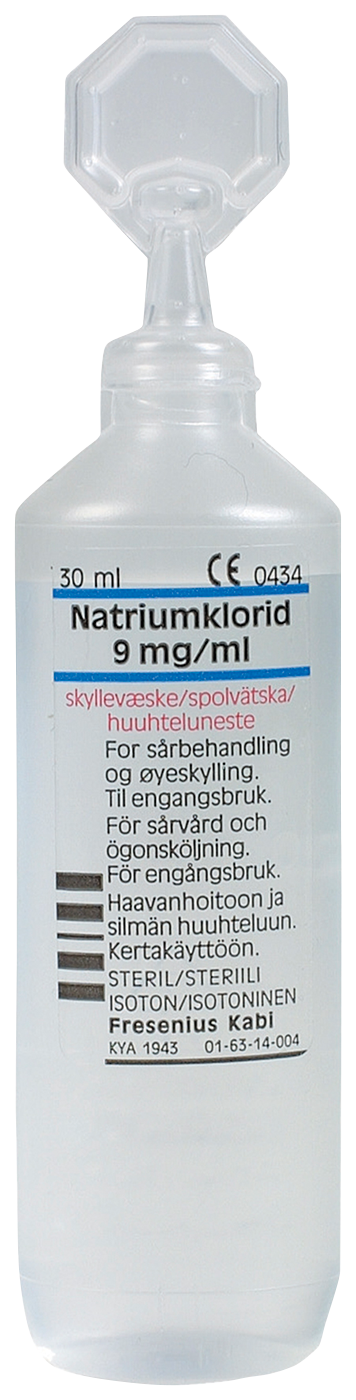 30 ml CE 0434
Natriumklorid
9 mg/ml
skyllevæske/spolvätska/
huuhteluneste
For sårbehandling
og øyeskylling.
Til engangsbruk.
För sårvård och
ögonsköljning.
För engångsbruk.
Haavanhoitoon ja
silmän huuhteluun.
Kertakäyttöön.
STERIL/STERIILI
ISOTON/ISOTONINEN
Fresenius Kabi
KYA 1943 01-63-14-004